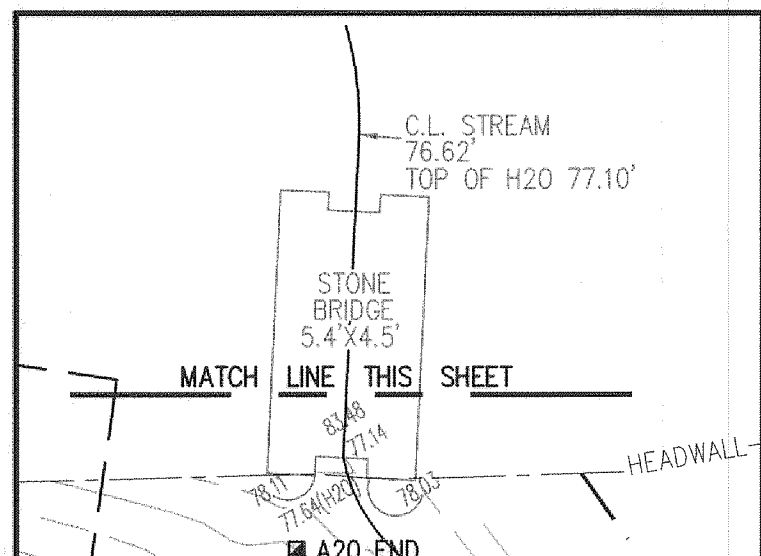 C.L. STREAM
76.62'
TOP OF H20 77.10'
STONE
BRIDGE
5.4'X4.5'
MATCH LINE THIS SHEET
83.48
77.14
HEADWALL
78.11
77.64(H2O)
78.03
A20 END